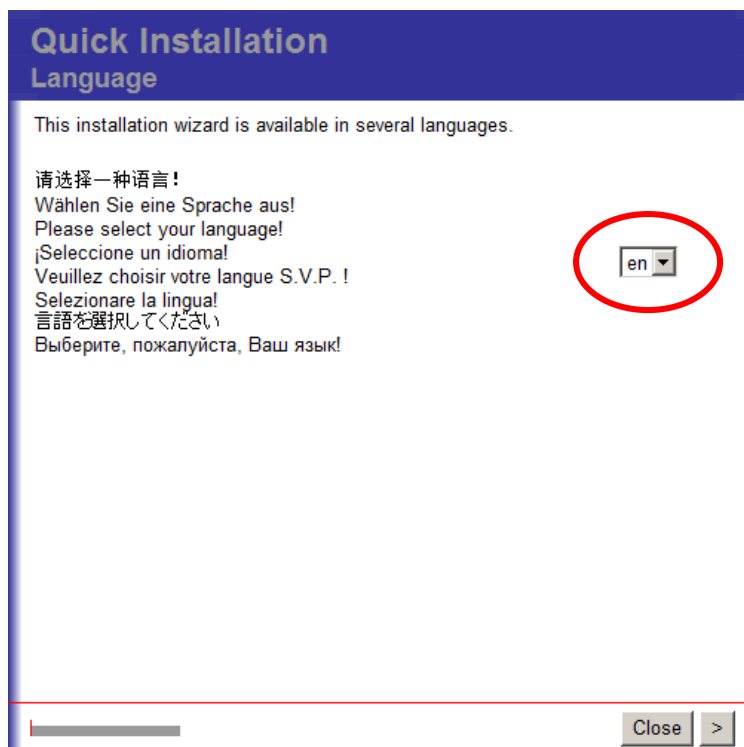 Quick Installation
Language
This installation wizard is available in several languages.
请选择一种语言!
Wählen Sie eine Sprache aus!
Please select your language!
¡Seleccione un idioma!
Veuillez choisir votre langue S.V.P. !
Selezionare la lingua!
言語を選択してください
Выберите, пожалуйста, Ваш язык!
en
Close >